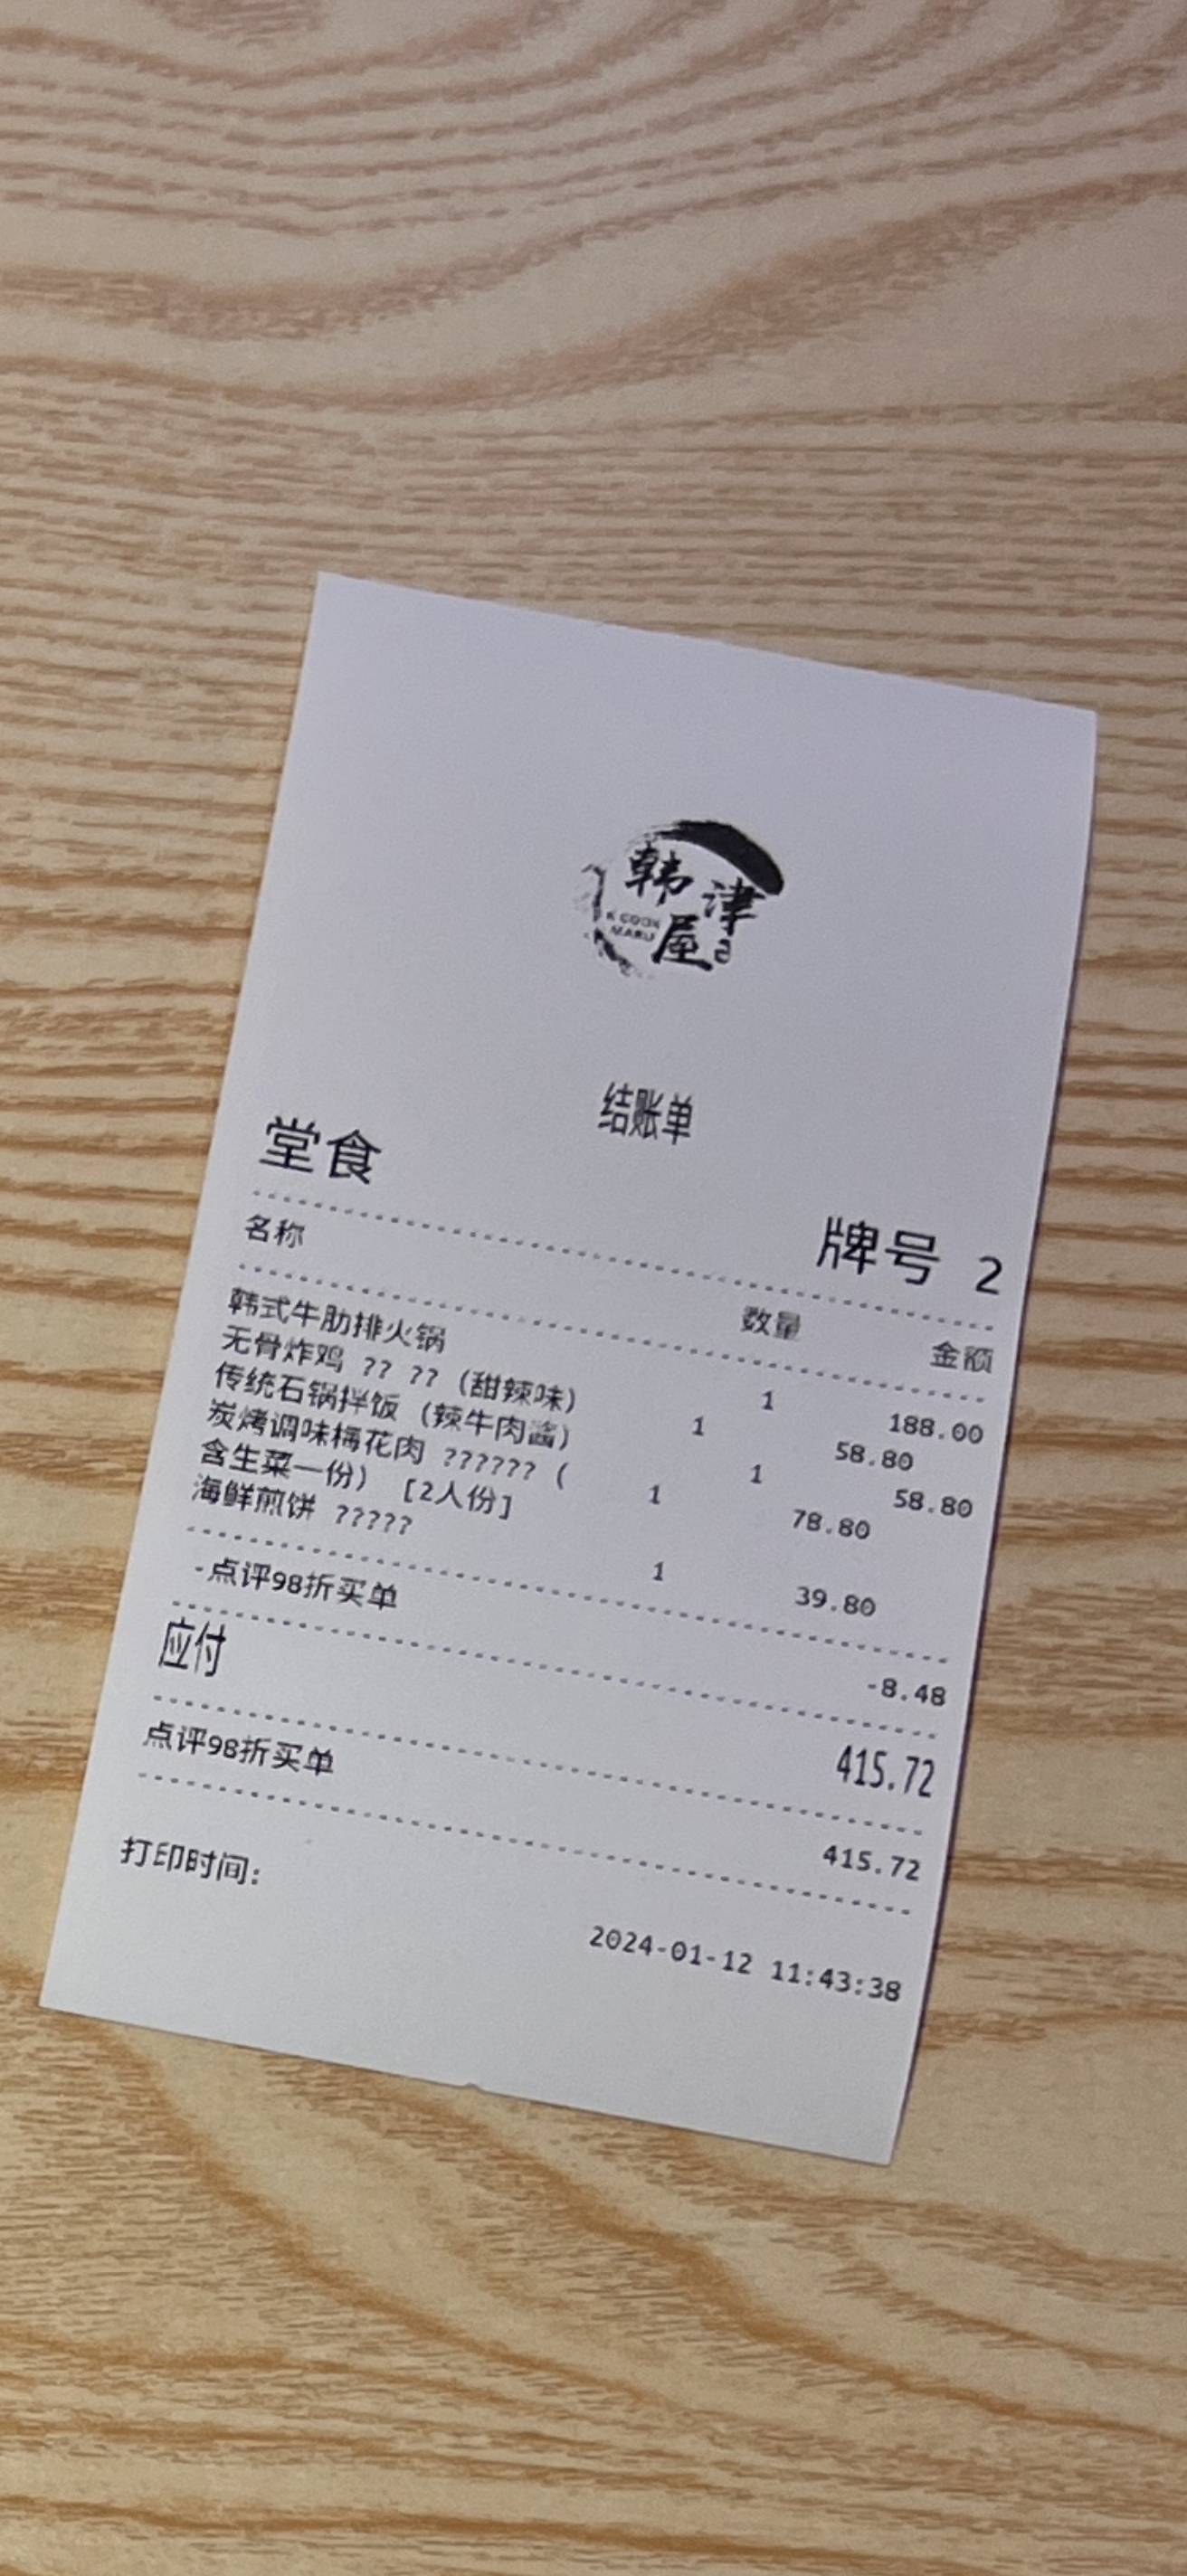 韩津
K COOK
MARU
屋
结账单
堂食 牌号 2
名称 数量 金额
韩式牛肋排火锅 1 188.00
无骨炸鸡 ?? ??（甜辣味） 1 58.80
传统石锅拌饭（辣牛肉酱） 1 58.80
炭烤调味梅花肉 ??????（ 1 78.80
含生菜一份） [2人份]
海鲜煎饼 ????? 1 39.80
-点评98折买单 -8.48
应付 415.72
点评98折买单 415.72
打印时间:
2024-01-12 11:43:38